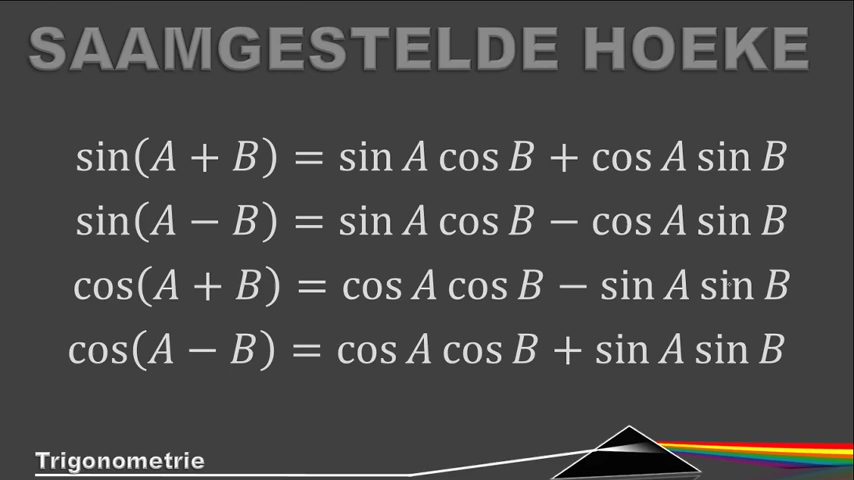 SAAMGESTELDE HOEKE
sin(A + B) = sin A cos B + cos A sin B
sin(A − B) = sin A cos B − cos A sin B
cos(A + B) = cos A cos B − sin A sin B
cos(A − B) = cos A cos B + sin A sin B
Trigonometrie